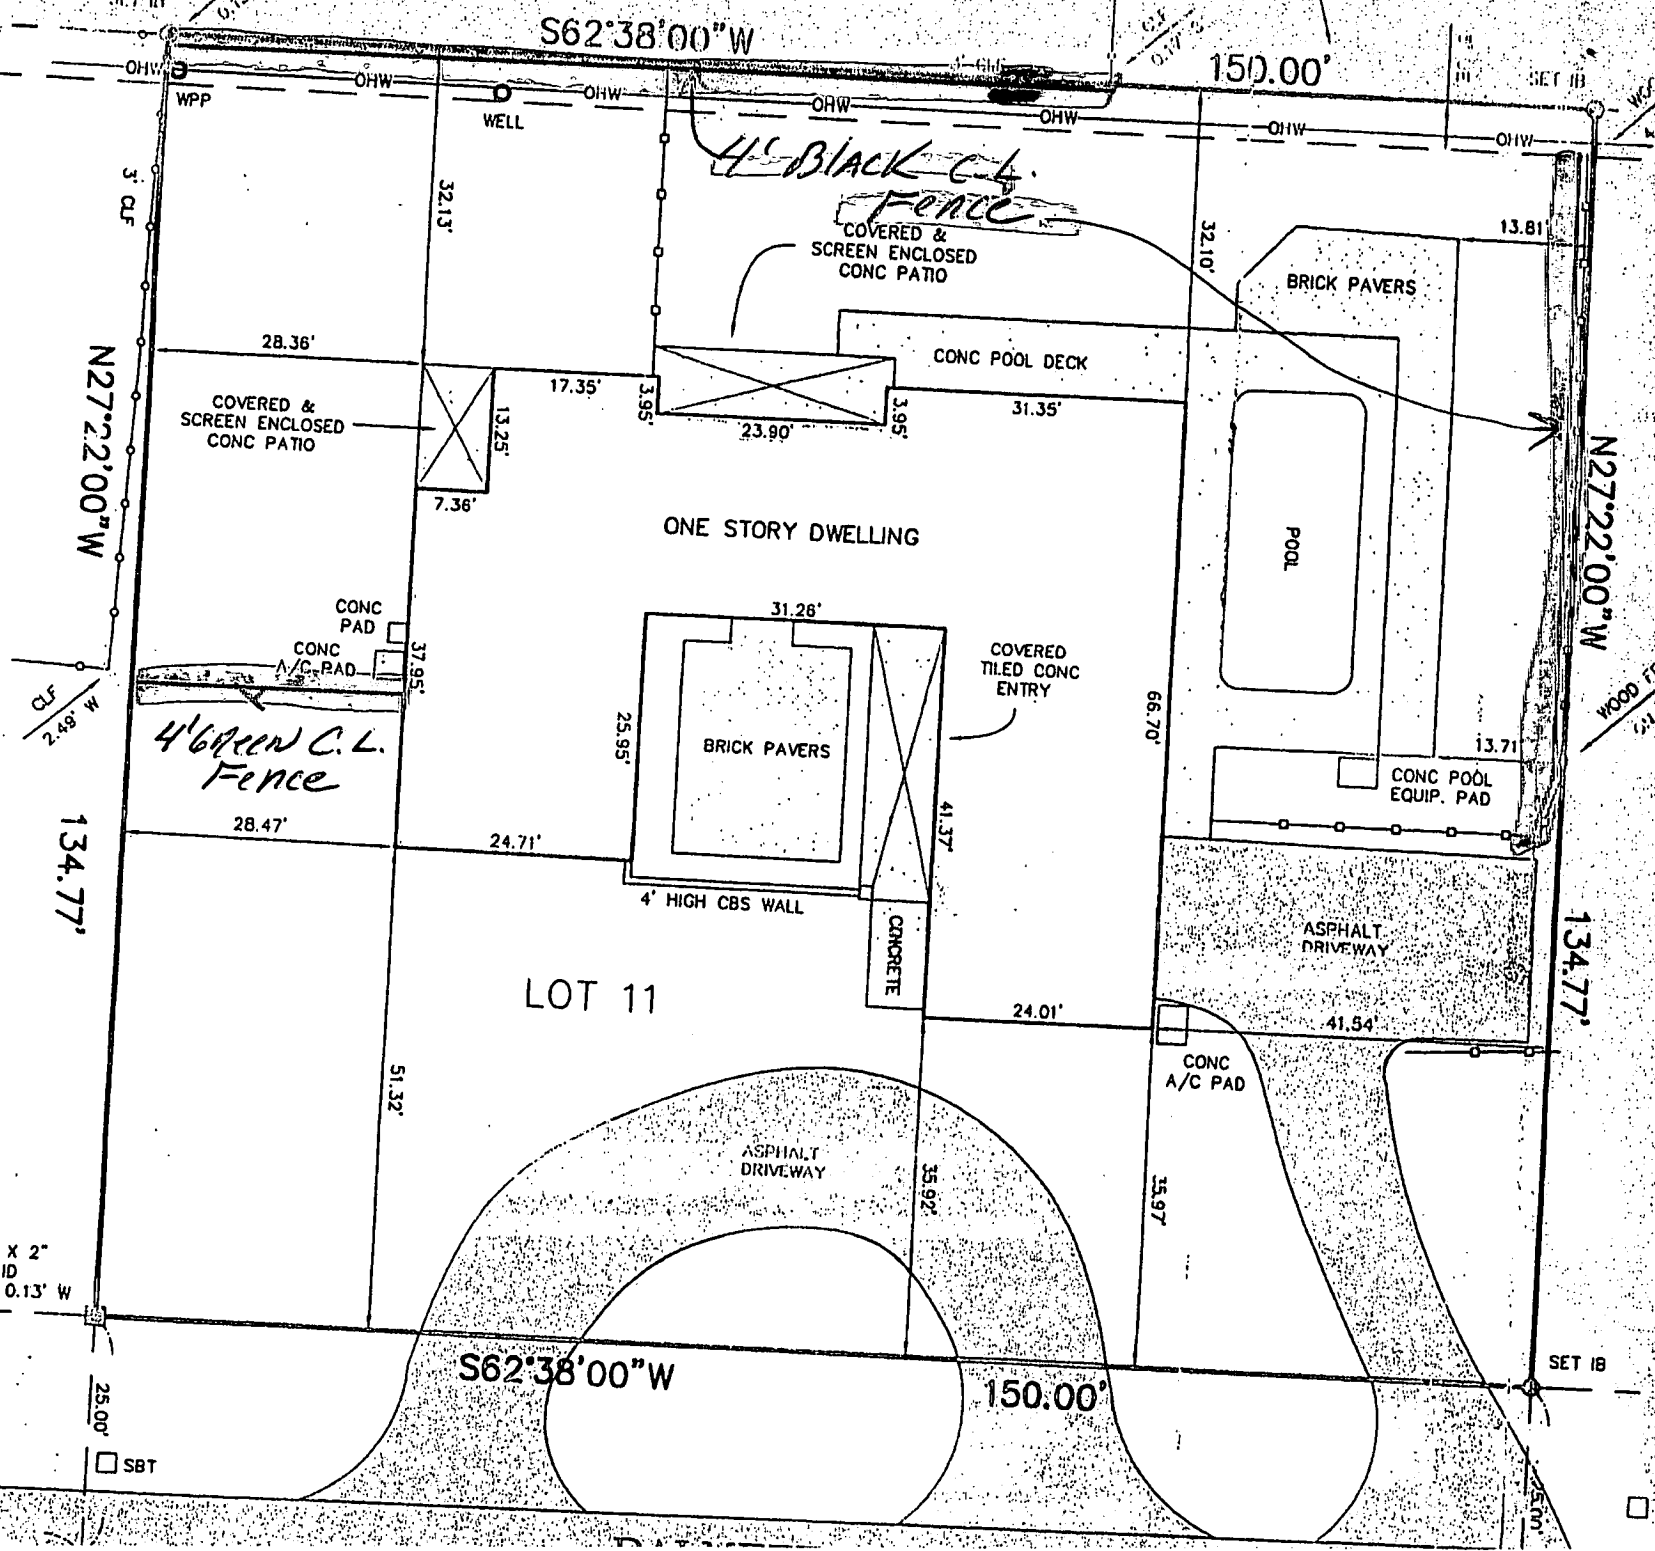 S62°38'00"W
150.00'
SET IB
OHW
OHW
OHW
OHW
OHW
OHW
OHW
WPP
WELL
3' CLF
32.13'
4' BLACK C.L.
Fence
COVERED &
SCREEN ENCLOSED
CONC PATIO
32.10'
13.81
BRICK PAVERS
N27°22'00"W
28.36'
17.35'
3.95'
23.90'
3.95'
CONC POOL DECK
31.35'
COVERED &
SCREEN ENCLOSED
CONC PATIO
13.25'
7.36'
ONE STORY DWELLING
POOL
N27°22'00"W
CONC
PAD
CONC
A/C PAD
37.95'
31.26'
COVERED
TILED CONC
ENTRY
CLF
2.49' W
4' GREEN C.L.
Fence
25.95'
BRICK PAVERS
66.70'
13.71
CONC POOL
EQUIP. PAD
134.77'
28.47'
24.71'
41.37'
4' HIGH CBS WALL
CONCRETE
ASPHALT
DRIVEWAY
134.77'
LOT 11
24.01'
41.54'
CONC
A/C PAD
51.32'
ASPHALT
DRIVEWAY
35.92'
35.97'
X 2"
ID
0.13' W
S62°38'00"W
150.00'
SET IB
25.00'
SBT